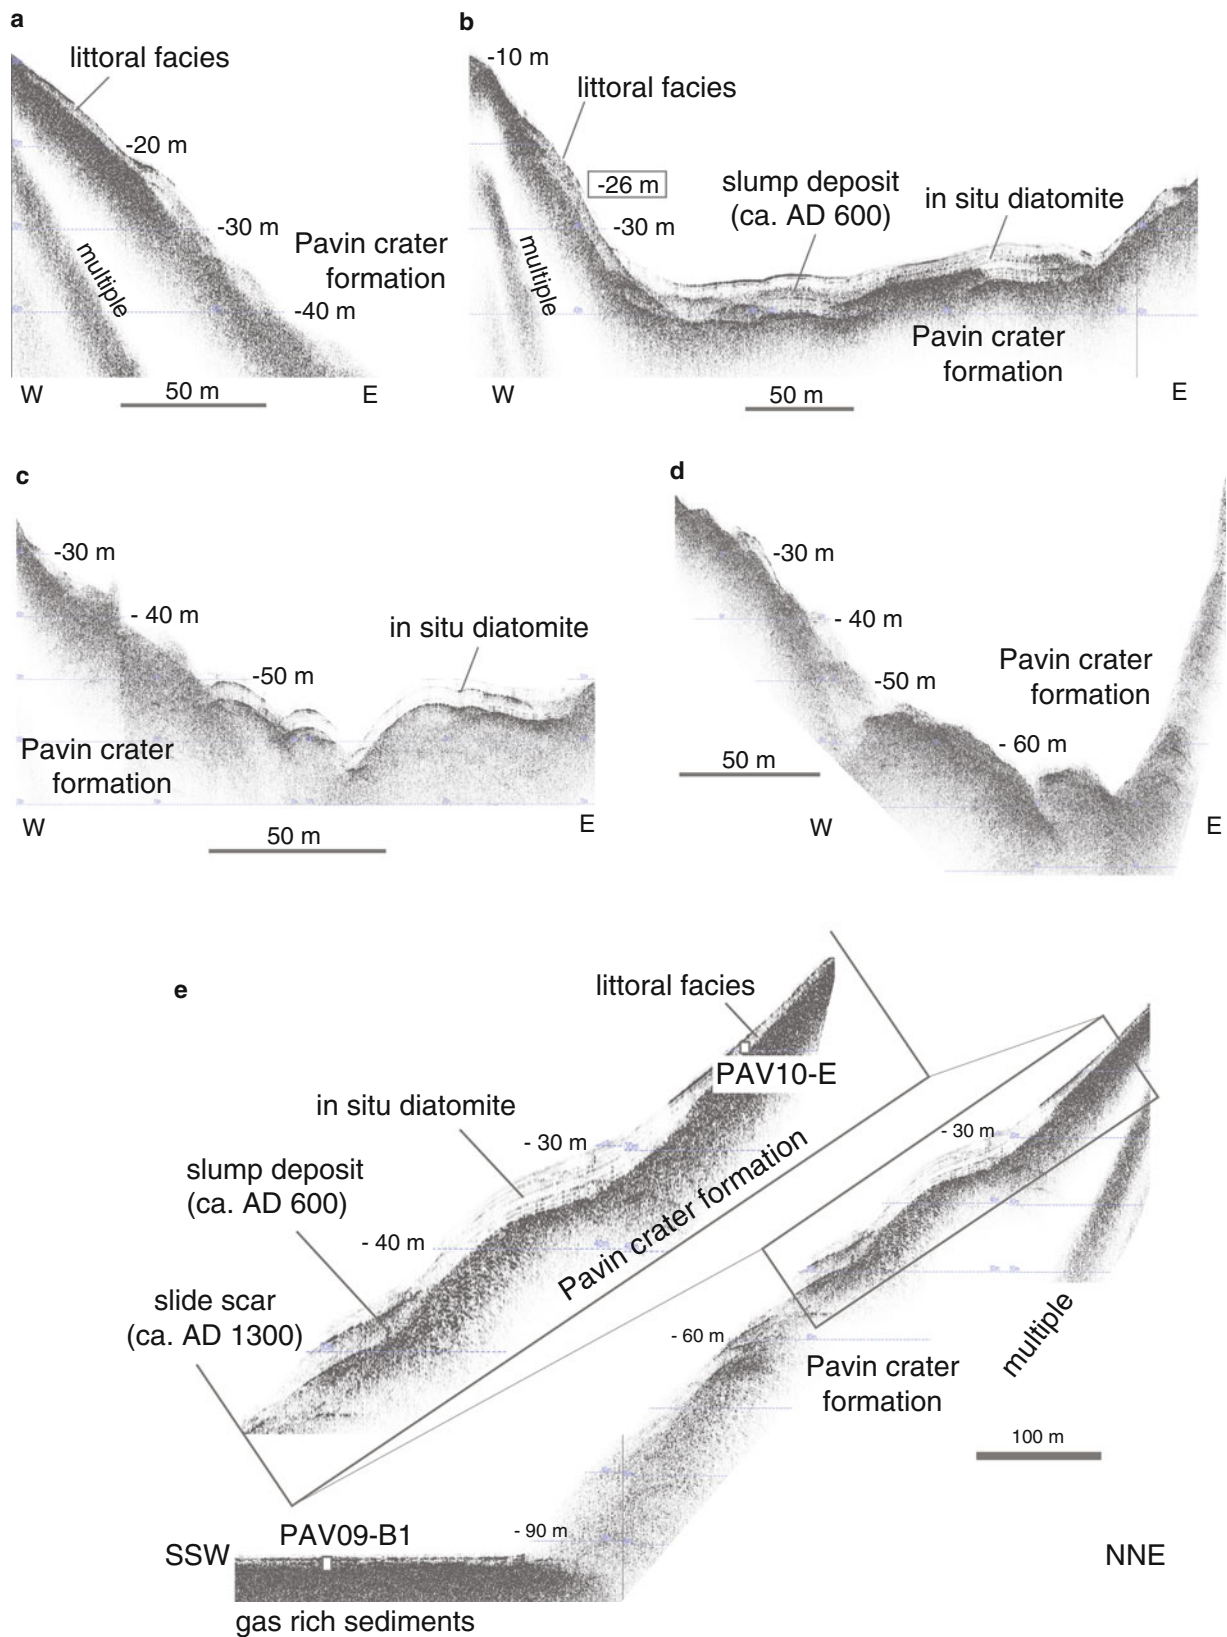 a
littoral facies
-20 m
-30 m
Pavin crater
formation
-40 m
multiple
W
50 m
E
b
-10 m
littoral facies
-26 m
-30 m
slump deposit
(ca. AD 600)
in situ diatomite
multiple
Pavin crater
formation
W
50 m
E
c
-30 m
- 40 m
-50 m
in situ diatomite
Pavin crater
formation
W
50 m
E
d
-30 m
- 40 m
-50 m
- 60 m
Pavin crater
formation
50 m
W
E
e
littoral facies
PAV10-E
in situ diatomite
- 30 m
slump deposit
(ca. AD 600)
- 40 m
slide scar
(ca. AD 1300)
Pavin crater formation
- 30 m
- 60 m
Pavin crater
formation
multiple
100 m
- 90 m
PAV09-B1
SSW
NNE
gas rich sediments